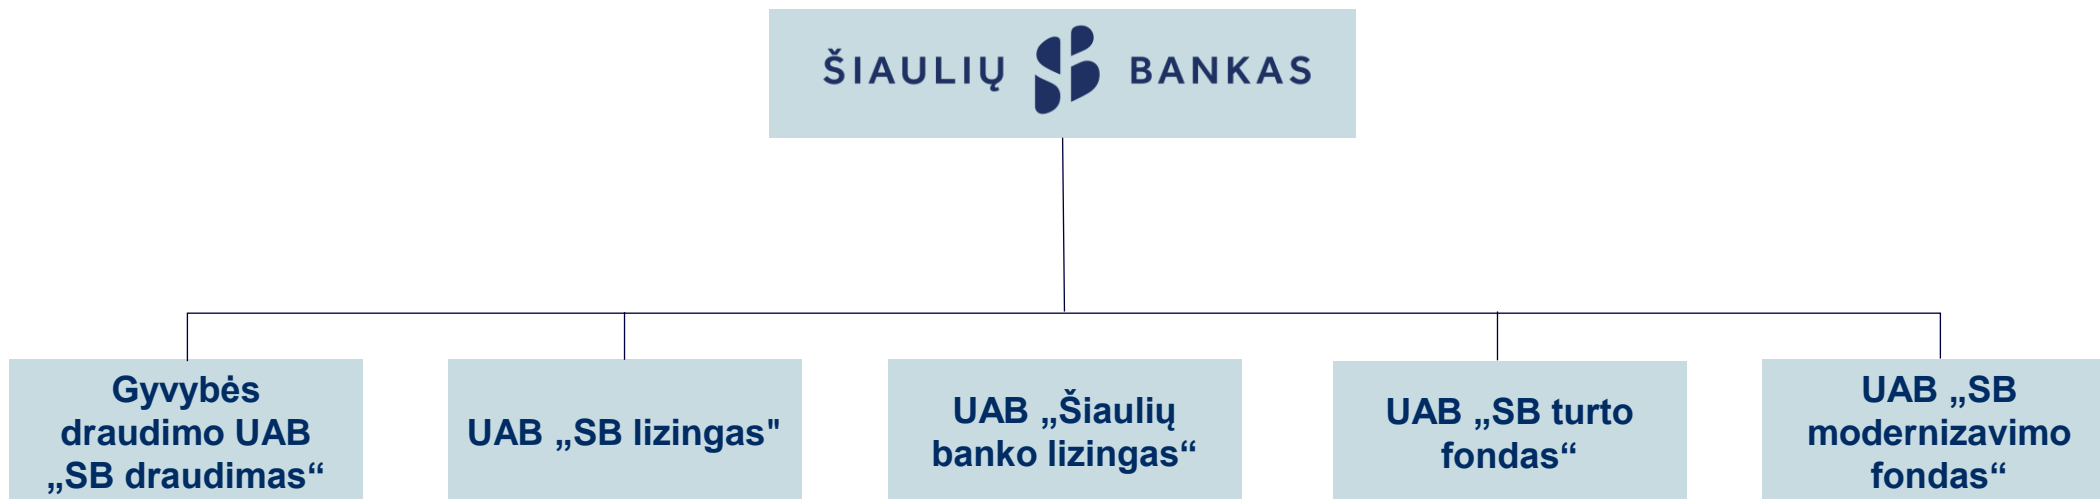 ŠIAULIŲ BANKAS
Gyvybės
draudimo UAB
„SB draudimas“
UAB „SB lizingas"
UAB „Šiaulių
banko lizingas“
UAB „SB turto
fondas“
UAB „SB
modernizavimo
fondas“